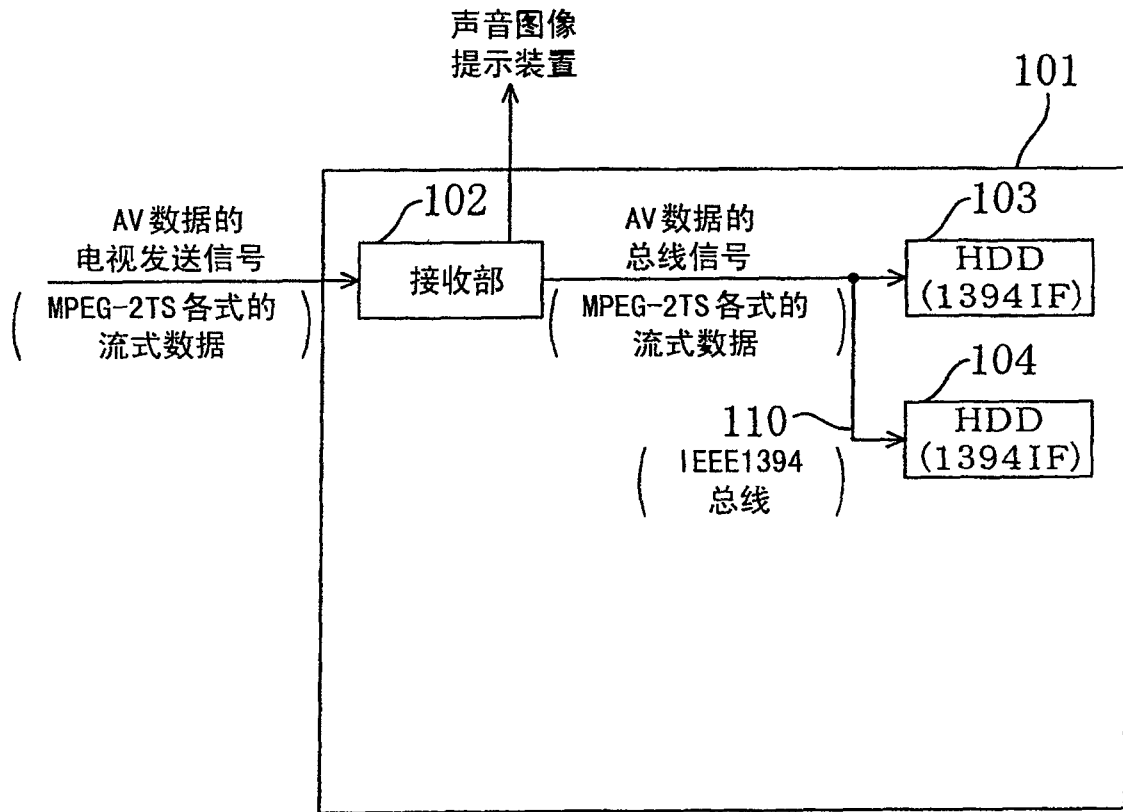 声音图像
提示装置
101
102
103
AV数据的
电视发送信号
(MPEG-2TS各式的
流式数据)
接收部
AV数据的
总线信号
(MPEG-2TS各式的
流式数据)
HDD
(1394IF)
104
HDD
(1394IF)
110
(IEEE1394
总线)